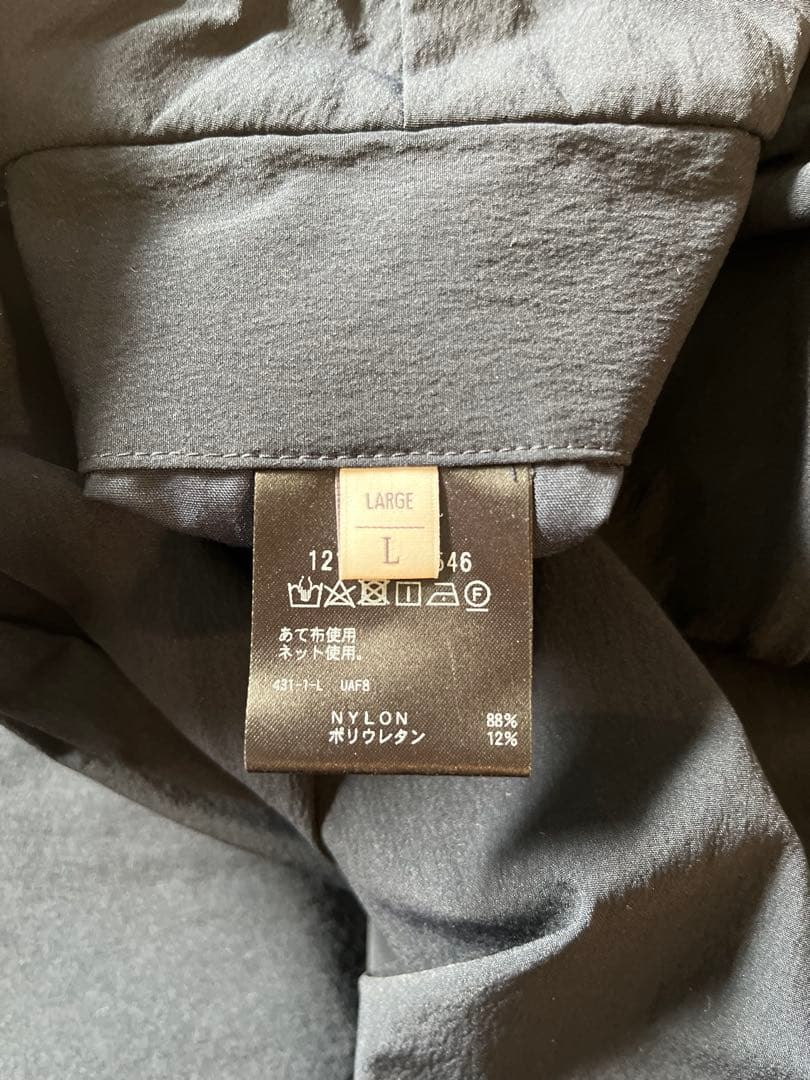 LARGE
L
12 546
F
あて布使用
ネット使用。
431-1-L UAF8
NYLON 88%
ポリウレタン 12%